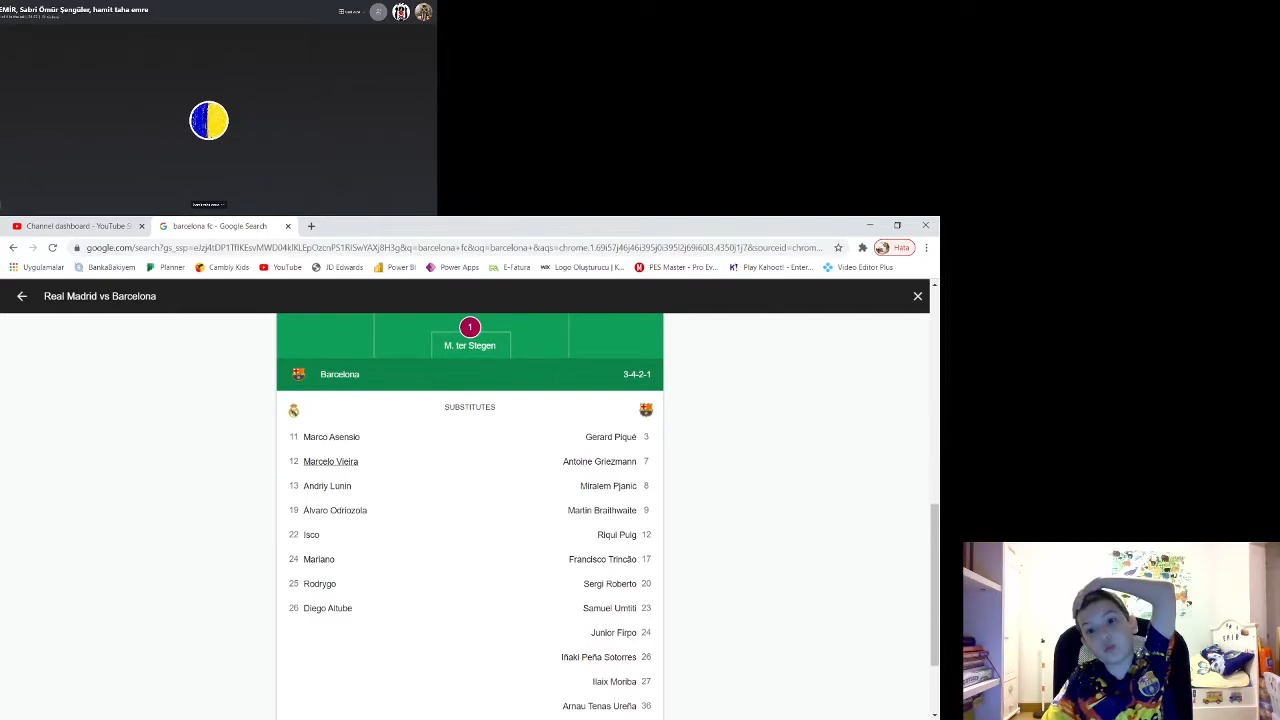 EMİR, Sabri Ömür Şengüler, hamit taha emre
Channel dashboard - YouTube St
barcelona fc - Google Search
Hata
Uygulamalar
BankaBakiyem
Planner
Cambly Kids
YouTube
JD Edwards
Power BI
Power Apps
E-Fatura
Logo Oluşturucu | K...
PES Master - Pro Ev...
Play Kahoot! - Enter...
Video Editor Plus
Real Madrid vs Barcelona
1
M. ter Stegen
Barcelona 3-4-2-1
SUBSTITUTES
11 Marco Asensio Gerard Piqué 3
12 Marcelo Vieira Antoine Griezmann 7
13 Andriy Lunin Miralem Pjanic 8
19 Álvaro Odriozola Martin Braithwaite 9
22 Isco Riqui Puig 12
24 Mariano Francisco Trincão 17
25 Rodrygo Sergi Roberto 20
26 Diego Altube Samuel Umtiti 23
Junior Firpo 24
Iñaki Peña Sotorres 26
Ilaix Moriba 27
Arnau Tenas Ureña 36